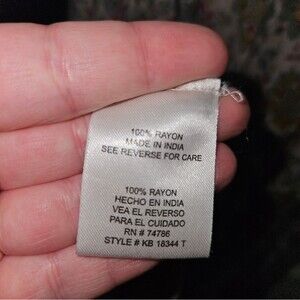 100% RAYON
MADE IN INDIA
SEE REVERSE FOR CARE
100% RAYON
HECHO EN INDIA
VEA EL REVERSO
PARA EL CUIDADO
RN # 74786
STYLE # KB 18344 T